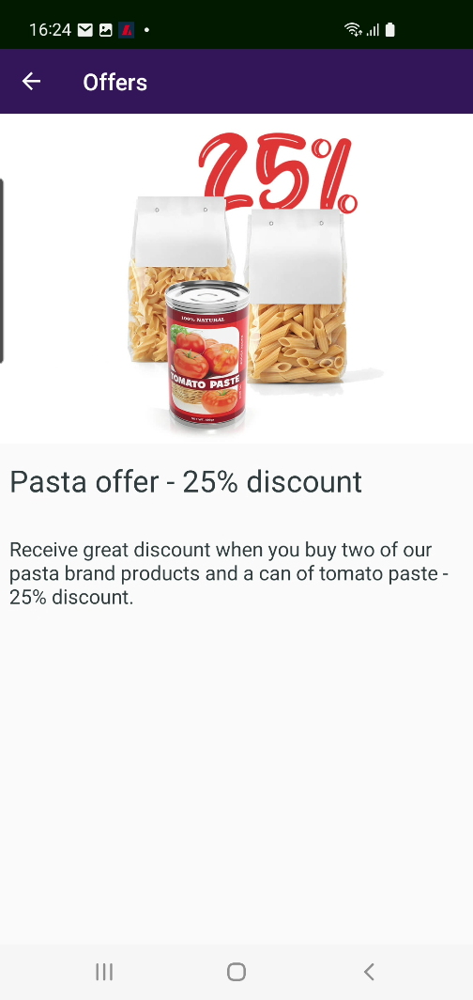 16:24
Offers
25%
100% NATURAL
TOMATO PASTE
Pasta offer - 25% discount
Receive great discount when you buy two of our
pasta brand products and a can of tomato paste -
25% discount.